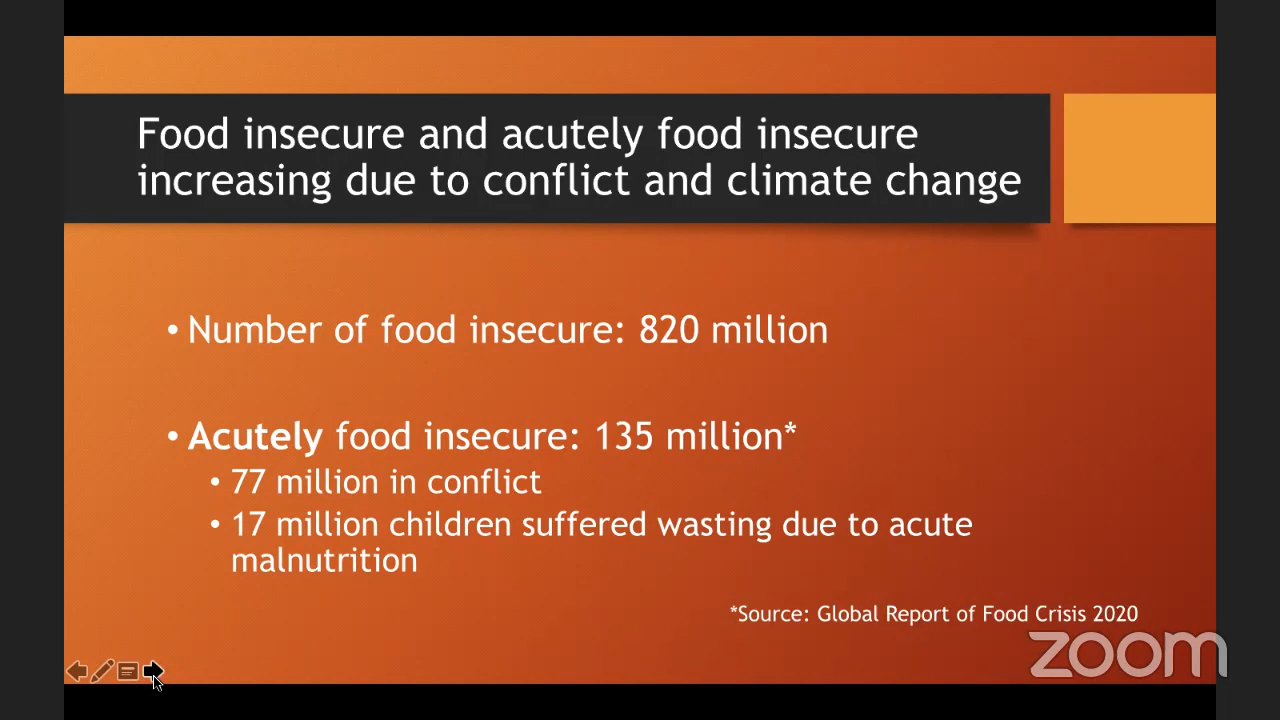 Food insecure and acutely food insecure
increasing due to conflict and climate change
• Number of food insecure: 820 million
• Acutely food insecure: 135 million*
• 77 million in conflict
• 17 million children suffered wasting due to acute
malnutrition
*Source: Global Report of Food Crisis 2020
zoom